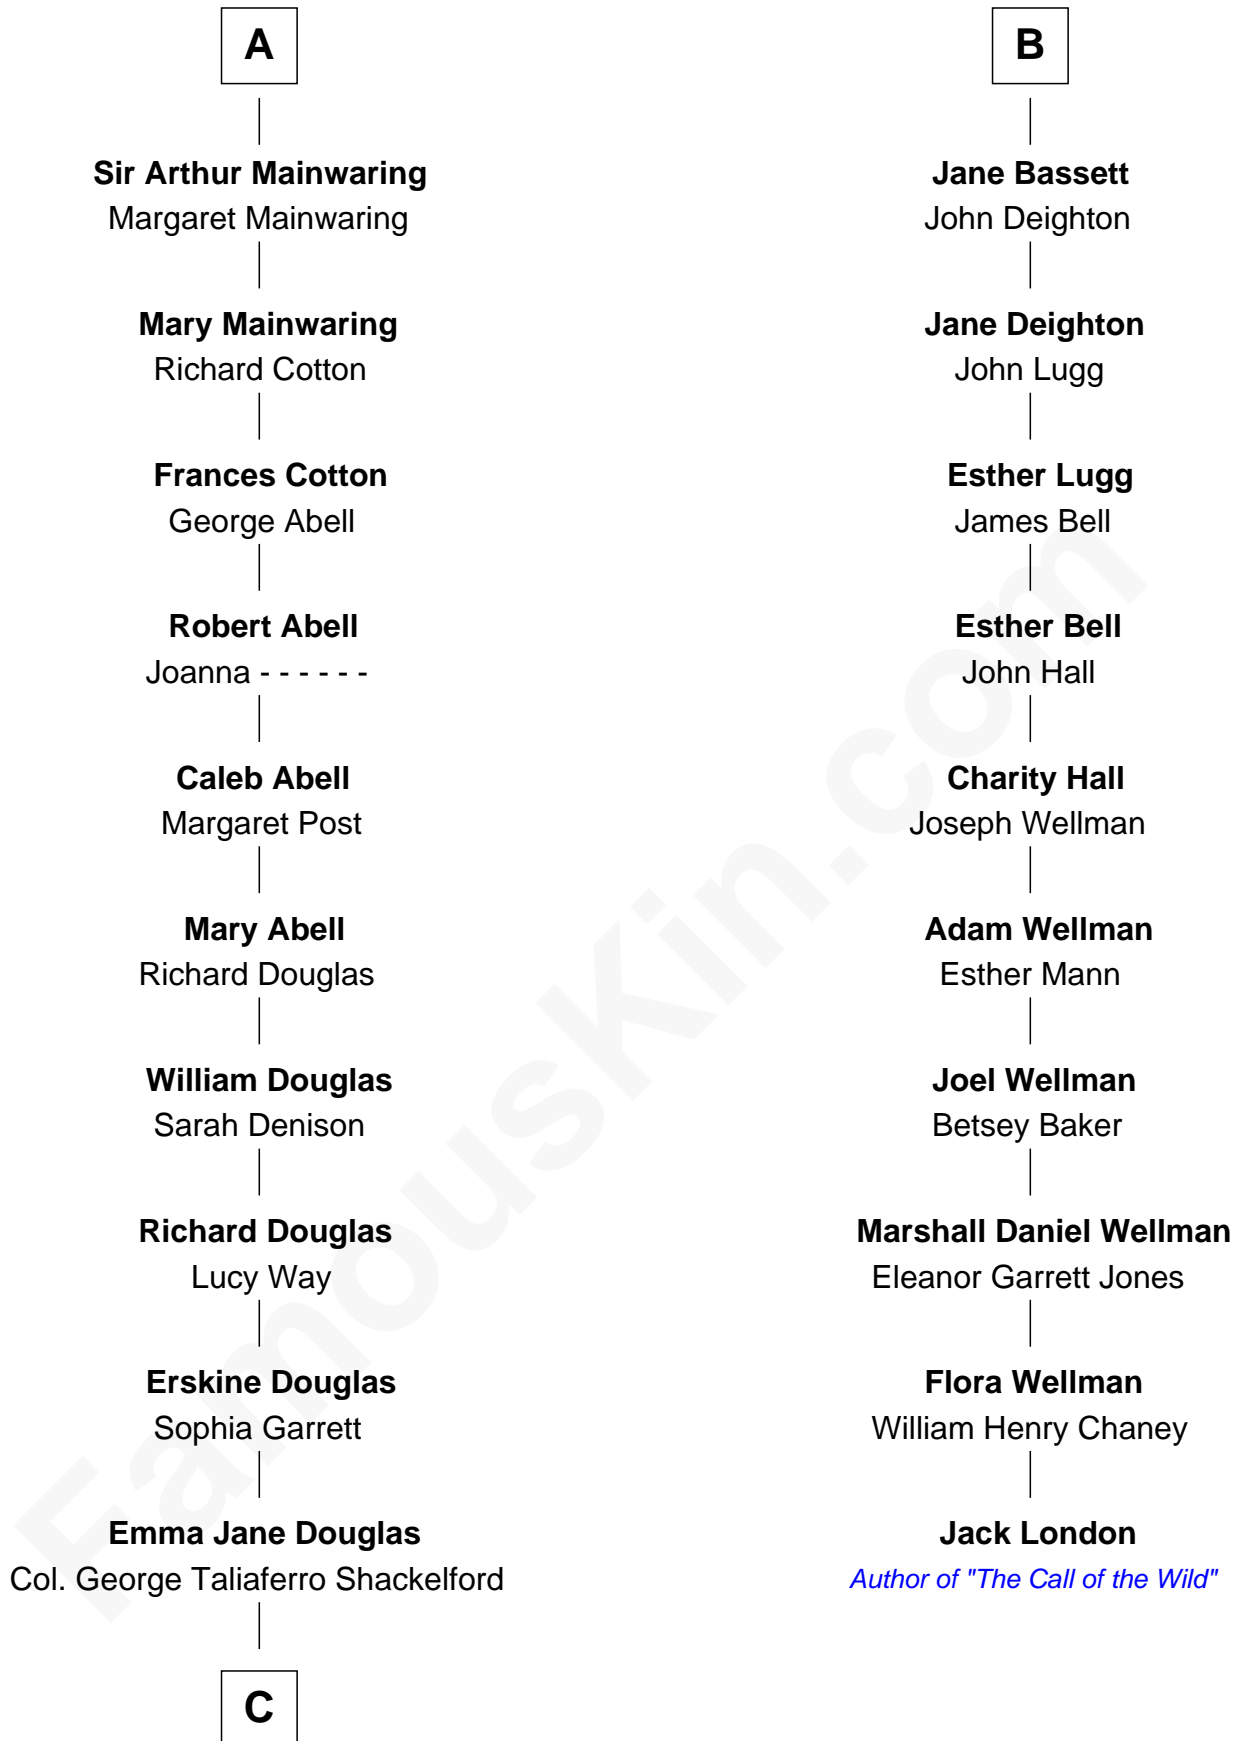 A
Sir Arthur Mainwaring
Margaret Mainwaring
Mary Mainwaring
Richard Cotton
Frances Cotton
George Abell
Robert Abell
Joanna - - - - - -
Caleb Abell
Margaret Post
Mary Abell
Richard Douglas
William Douglas
Sarah Denison
Richard Douglas
Lucy Way
Erskine Douglas
Sophia Garrett
Emma Jane Douglas
Col. George Taliaferro Shackelford
C
B
Jane Bassett
John Deighton
Jane Deighton
John Lugg
Esther Lugg
James Bell
Esther Bell
John Hall
Charity Hall
Joseph Wellman
Adam Wellman
Esther Mann
Joel Wellman
Betsey Baker
Marshall Daniel Wellman
Eleanor Garrett Jones
Flora Wellman
William Henry Chaney
Jack London
Author of "The Call of the Wild"
FamousKin.com